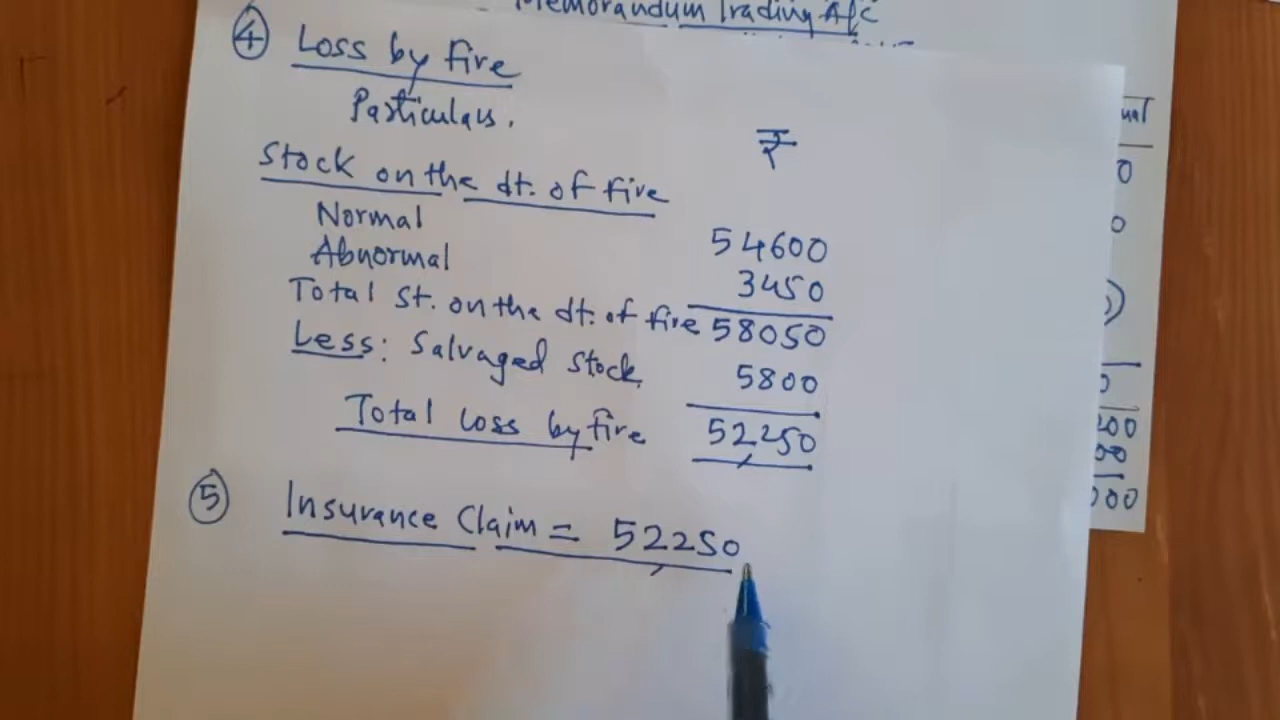 Memorandum Trading A/C
④ Loss by fire
Particulars. ₹
Stock on the dt. of fire
Normal 54600
Abnormal 3450
Total St. on the dt. of fire 58050
Less: Salvaged Stock. 5800
Total loss by fire 52250
⑤ Insurance Claim = 52250